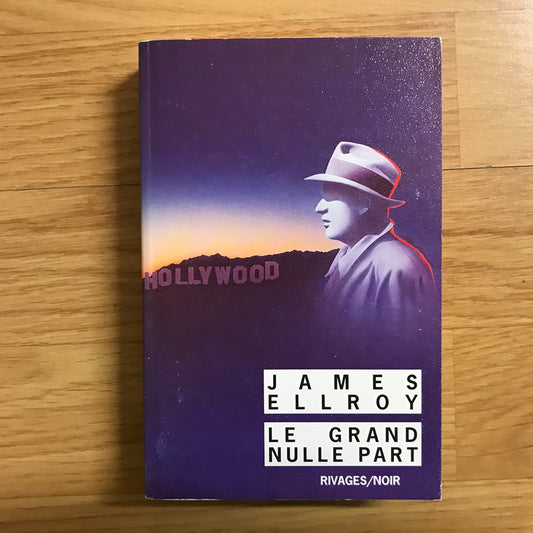 HOLLYWOOD
JAMES
ELLROY
LE GRAND
NULLE PART
RIVAGES/NOIR